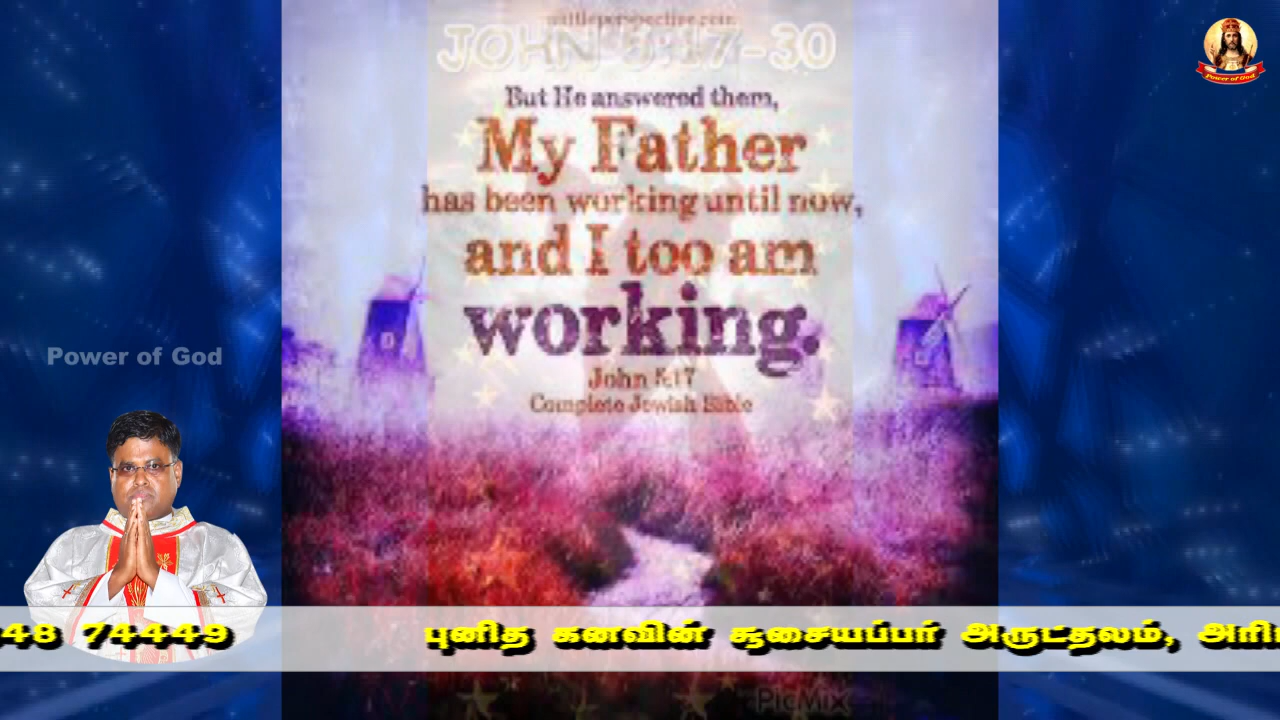 JOHN 5:17-30
But He answered them,
My Father
has been working until now,
and I too am
working.
John 5:17
Complete Jewish Bible
Power of God
Power of God
48 74449 புனித கனவின் சூசையப்பர் அருட்தலம், அரி
PicMix